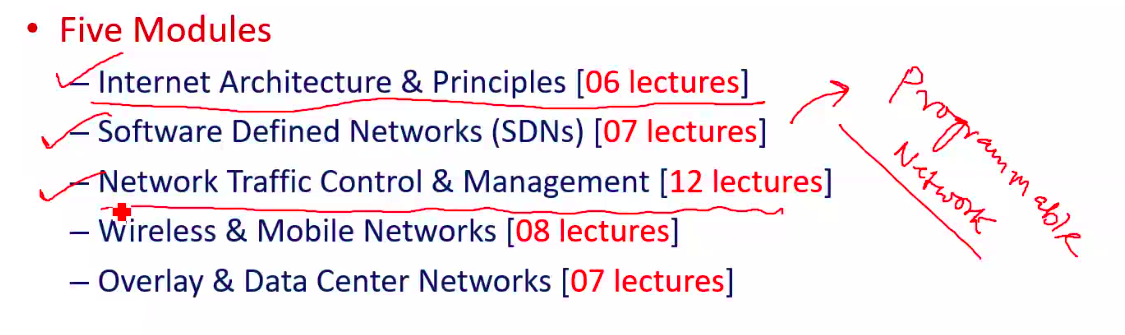 • Five Modules
– Internet Architecture & Principles [06 lectures]
– Software Defined Networks (SDNs) [07 lectures]
– Network Traffic Control & Management [12 lectures]
– Wireless & Mobile Networks [08 lectures]
– Overlay & Data Center Networks [07 lectures]
Programmable
Network